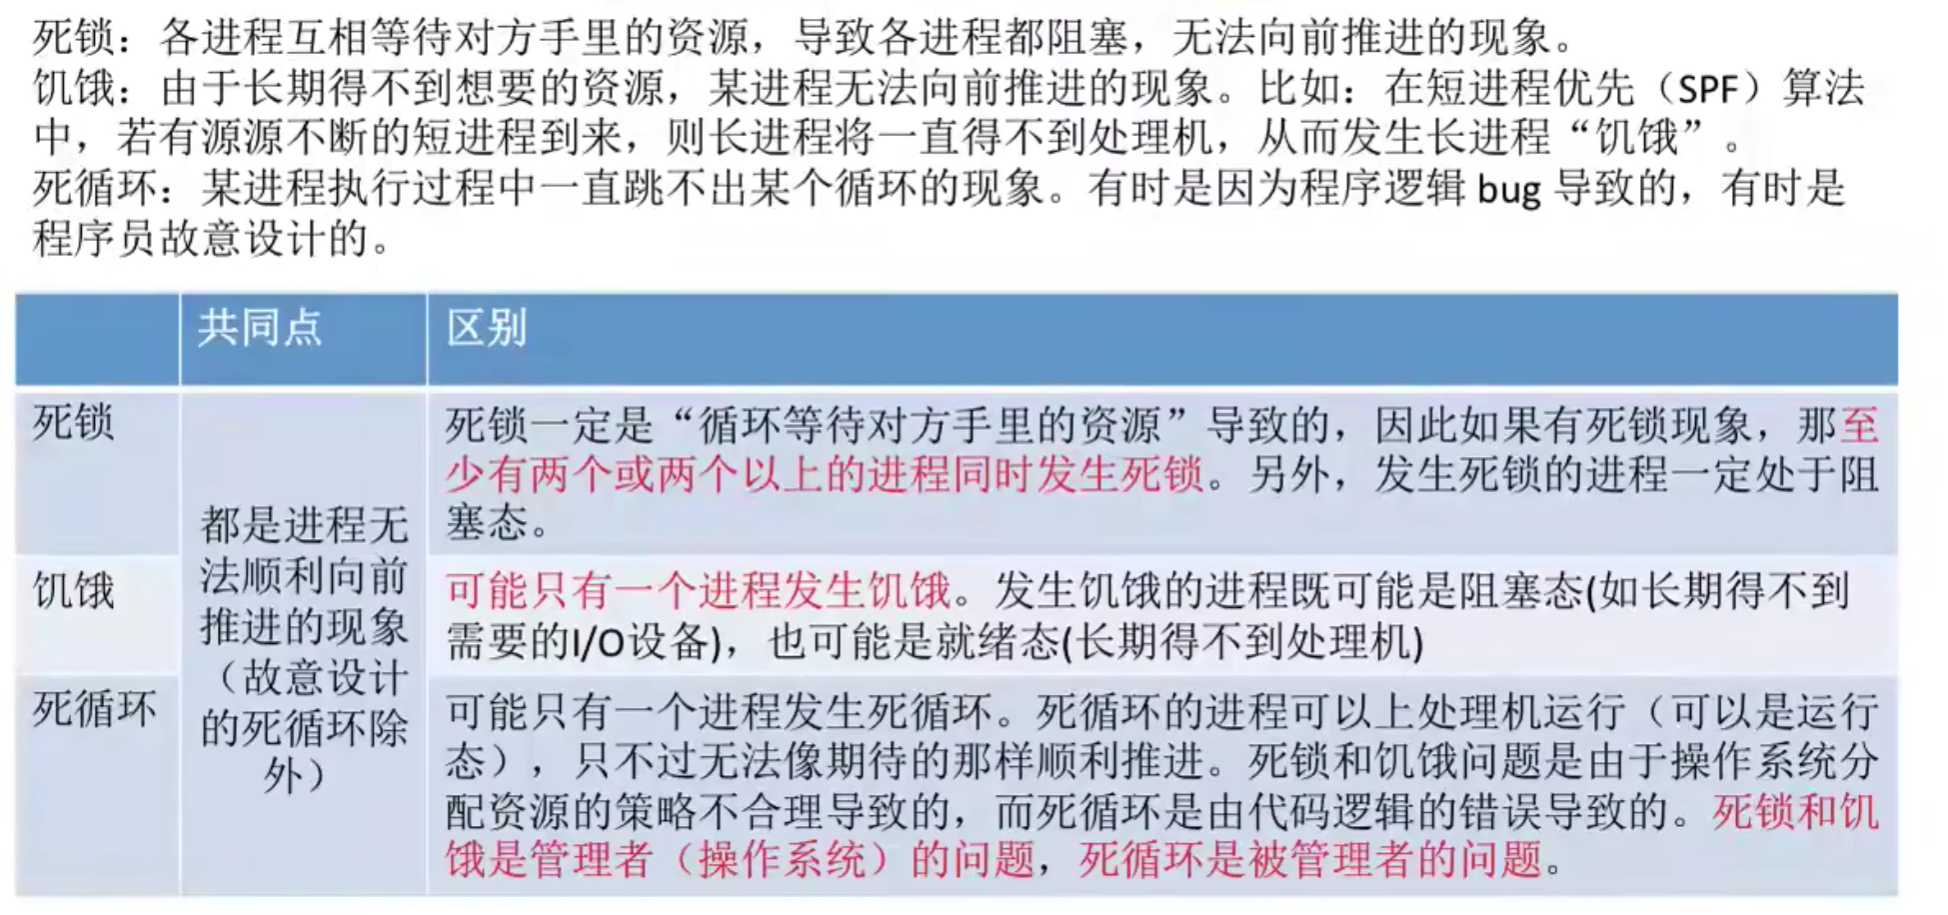 死锁：各进程互相等待对方手里的资源，导致各进程都阻塞，无法向前推进的现象。
饥饿：由于长期得不到想要的资源，某进程无法向前推进的现象。比如：在短进程优先（SPF）算法
中，若有源源不断的短进程到来，则长进程将一直得不到处理机，从而发生长进程“饥饿”。
死循环：某进程执行过程中一直跳不出某个循环的现象。有时是因为程序逻辑 bug 导致的，有时是
程序员故意设计的。
共同点
区别
死锁
都是进程无
法顺利向前
推进的现象
（故意设计
的死循环除
外）
死锁一定是“循环等待对方手里的资源”导致的，因此如果有死锁现象，那至
少有两个或两个以上的进程同时发生死锁。另外，发生死锁的进程一定处于阻
塞态。
饥饿
可能只有一个进程发生饥饿。发生饥饿的进程既可能是阻塞态(如长期得不到
需要的I/O设备)，也可能是就绪态(长期得不到处理机)
死循环
可能只有一个进程发生死循环。死循环的进程可以上处理机运行（可以是运行
态），只不过无法像期待的那样顺利推进。死锁和饥饿问题是由于操作系统分
配资源的策略不合理导致的，而死循环是由代码逻辑的错误导致的。死锁和饥
饿是管理者（操作系统）的问题，死循环是被管理者的问题。